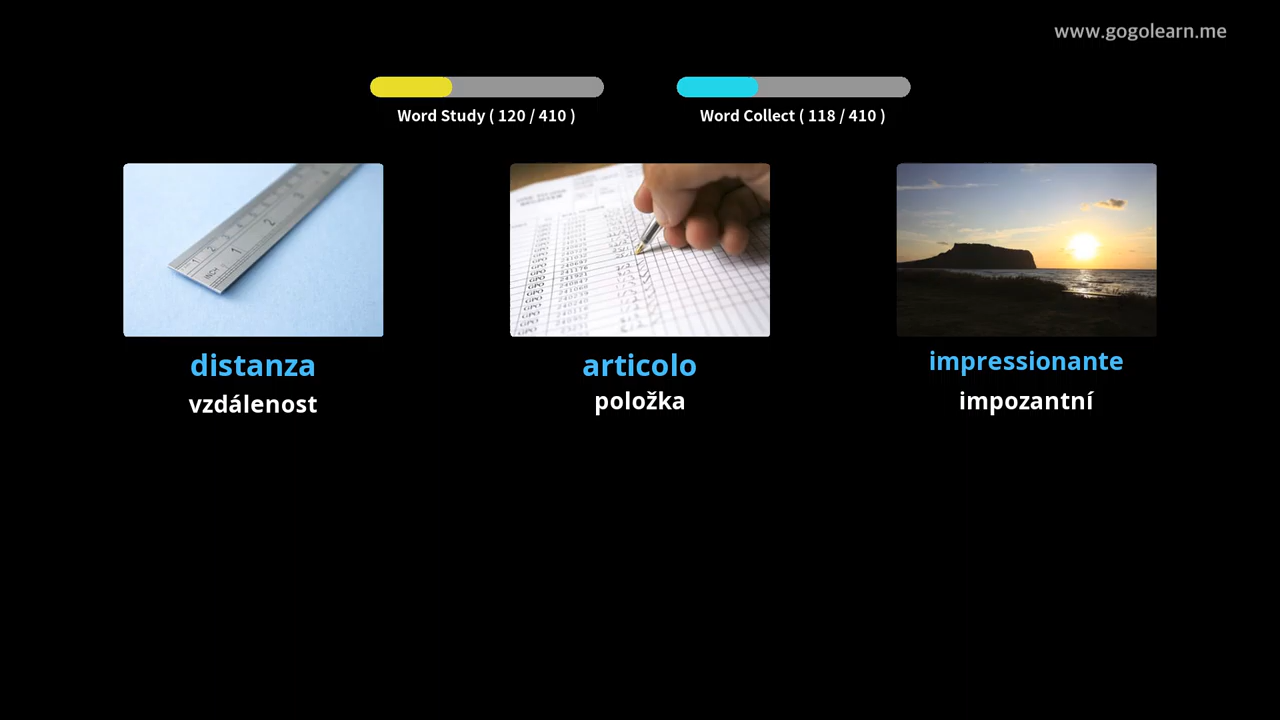 www.gogolearn.me
Word Study ( 120 / 410 )
Word Collect ( 118 / 410 )
distanza
vzdálenost
articolo
položka
impressionante
impozantní